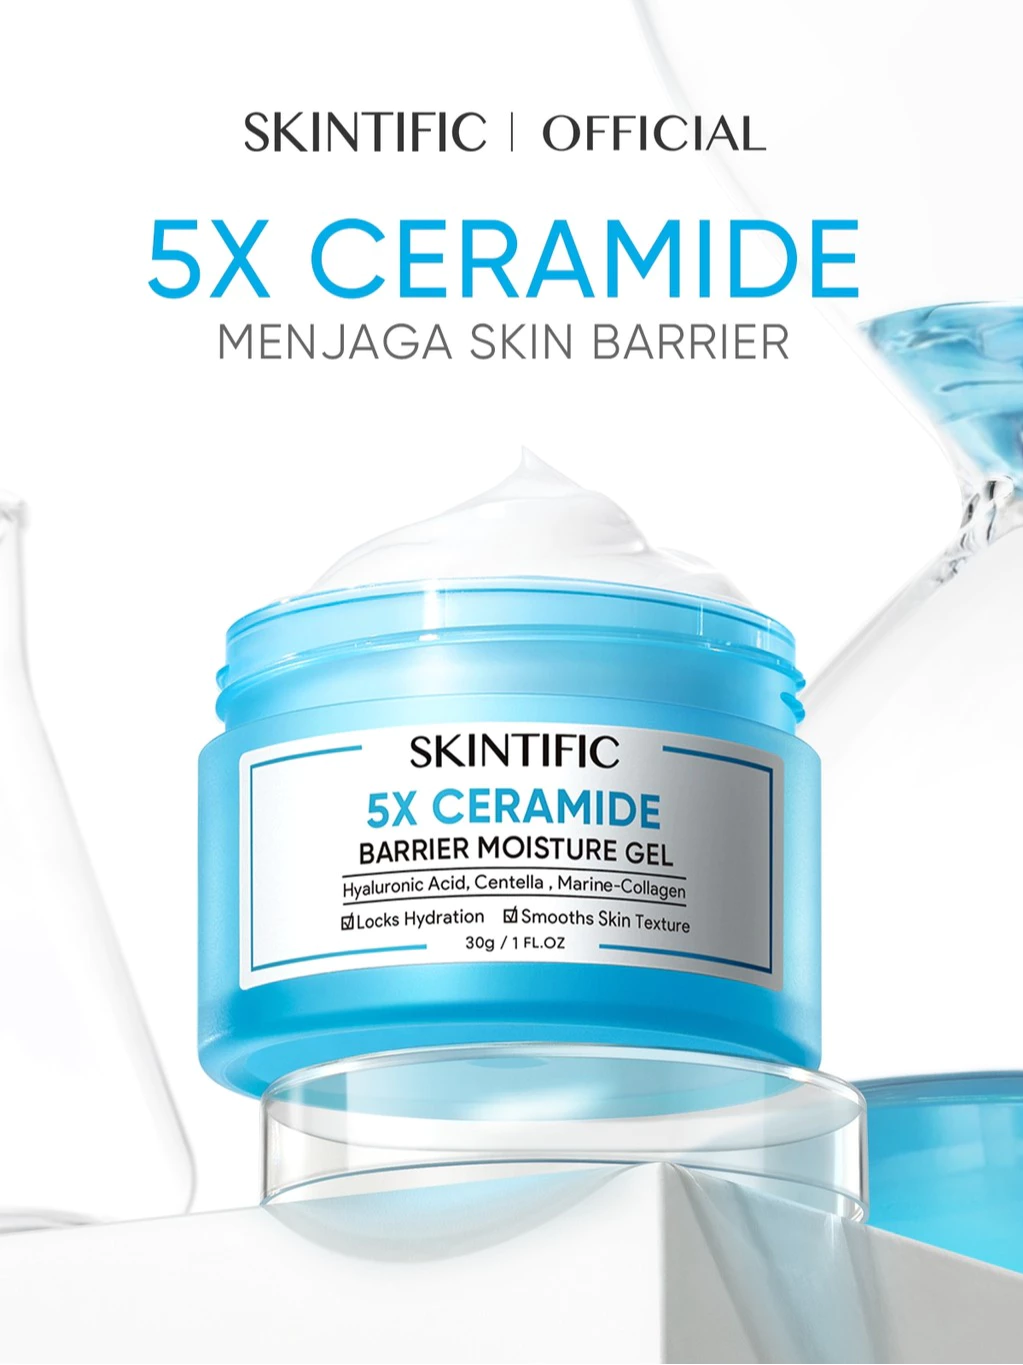 SKINTIFIC | OFFICIAL
5X CERAMIDE
MENJAGA SKIN BARRIER
SKINTIFIC
5X CERAMIDE
BARRIER MOISTURE GEL
Hyaluronic Acid, Centella , Marine-Collagen
☑Locks Hydration ☑Smooths Skin Texture
30g / 1 FL.OZ